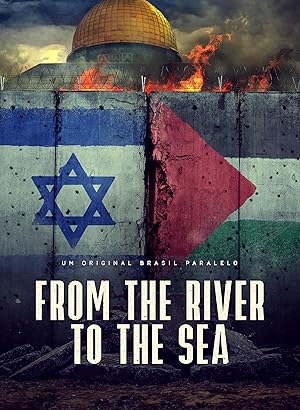 UM ORIGINAL BRASIL PARALELO
FROM THE RIVER
TO THE SEA